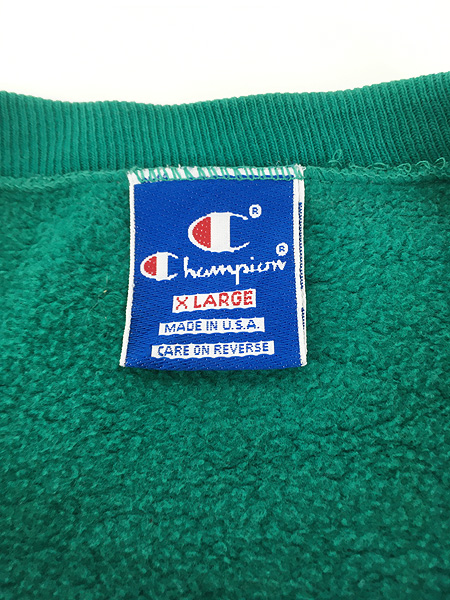 C®
Champion®
X LARGE
MADE IN U.S.A.
CARE ON REVERSE